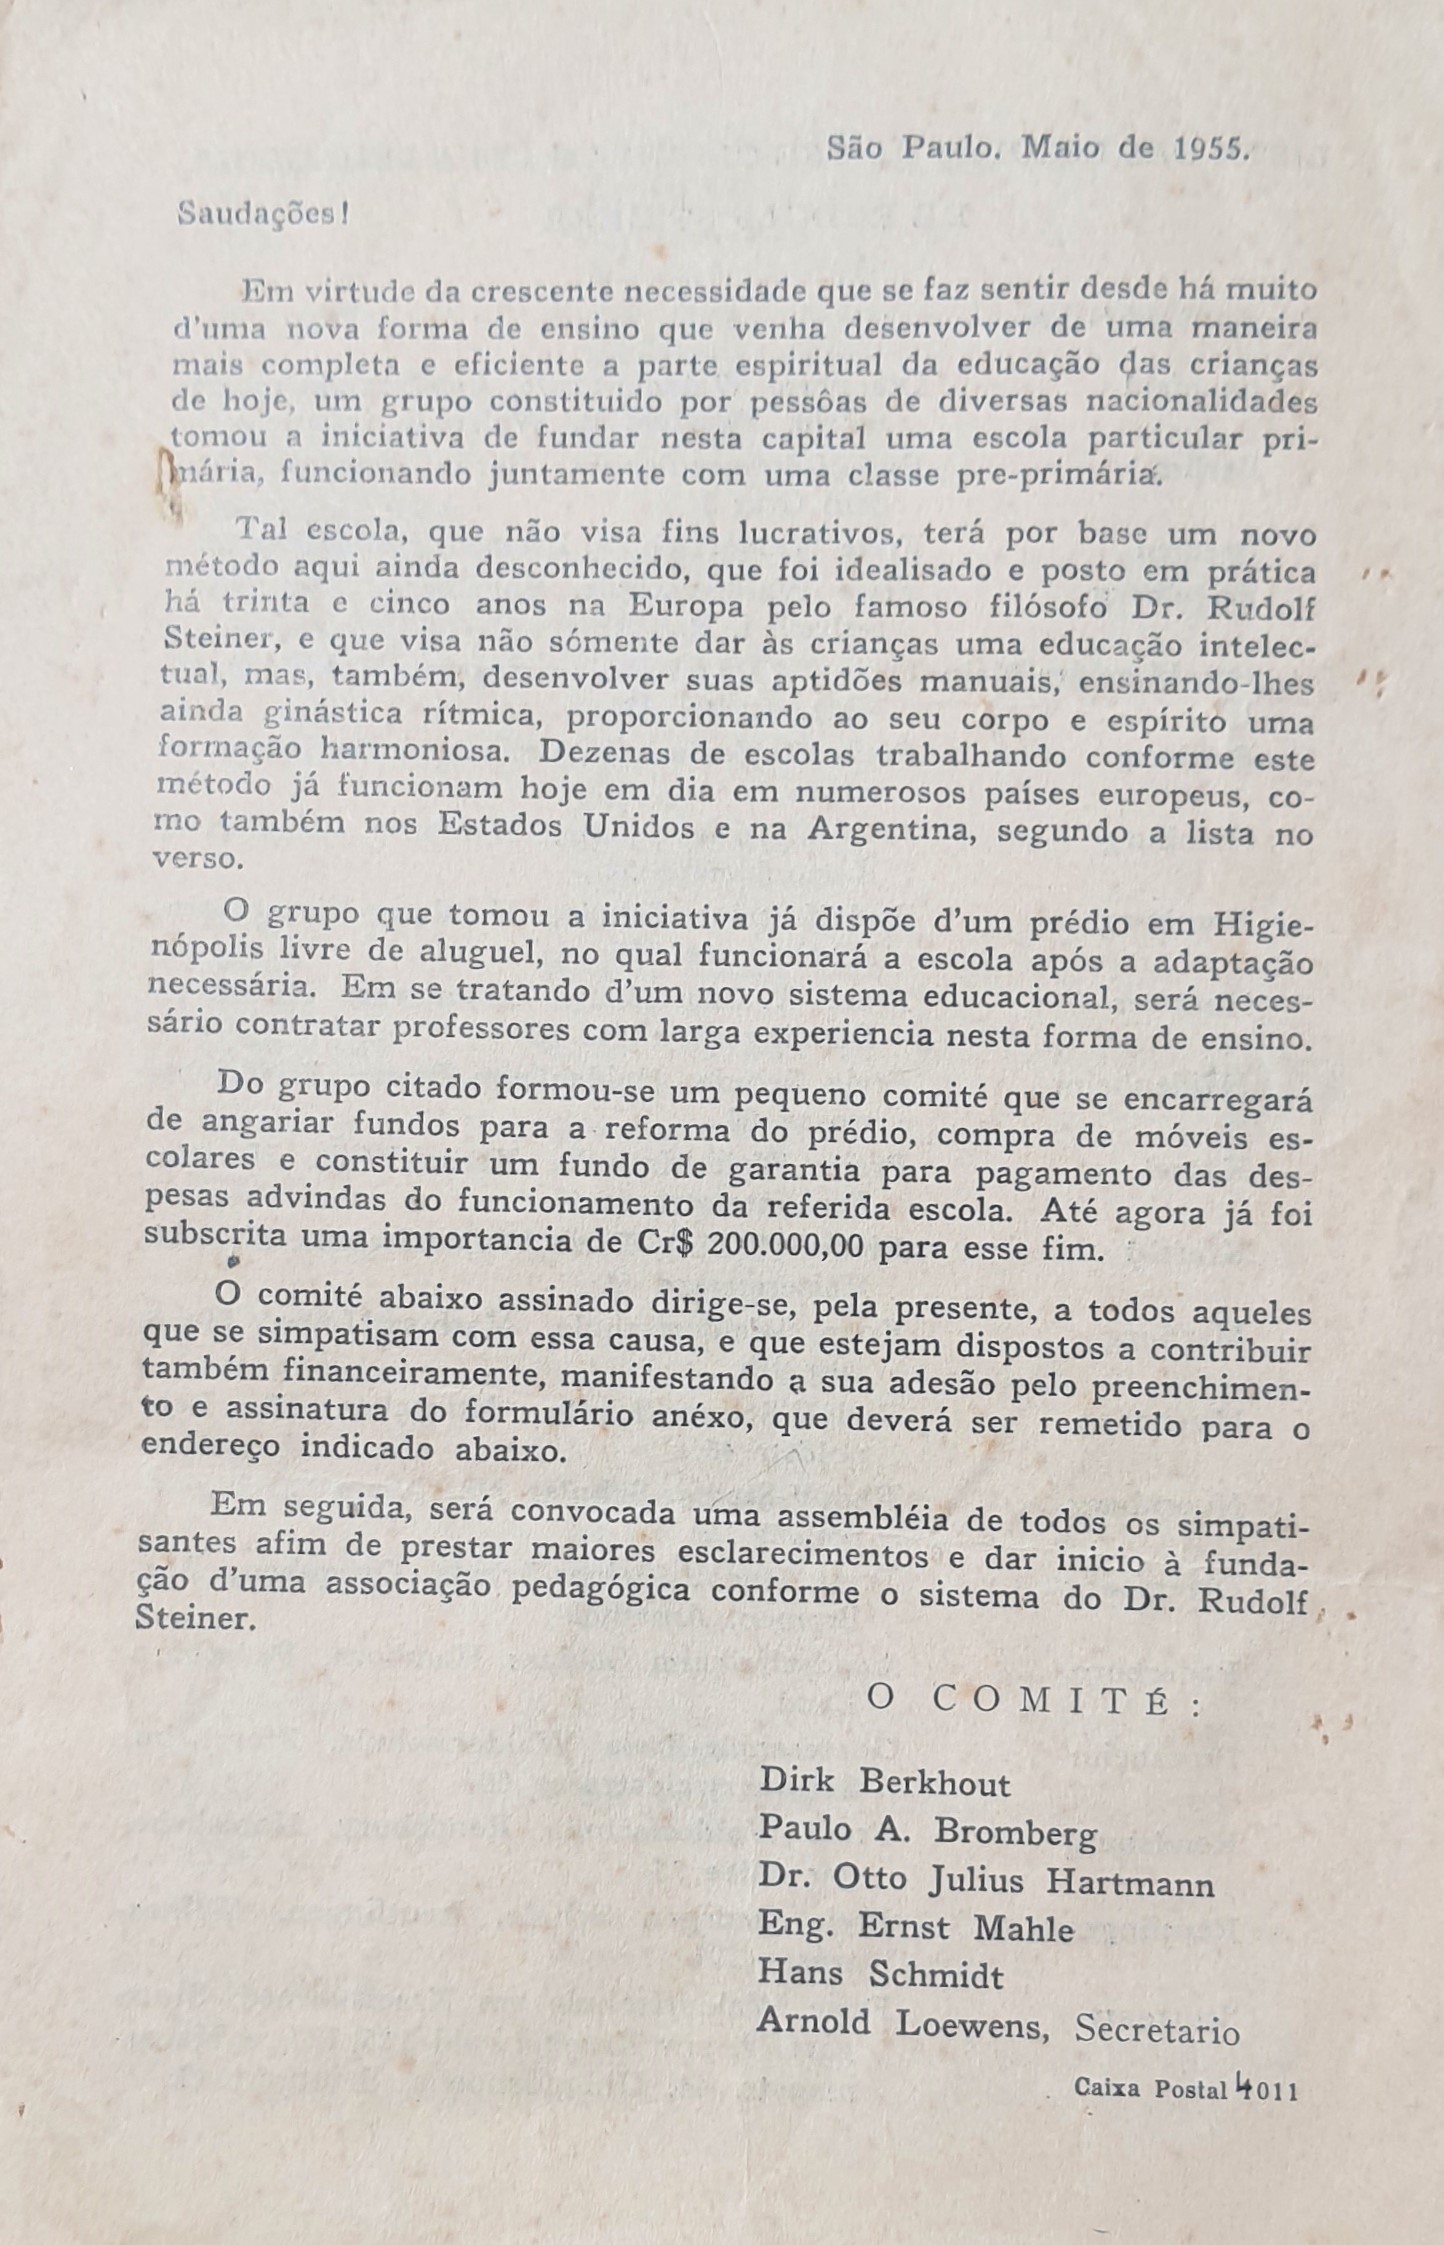 São Paulo. Maio de 1955.
Saudações!
Em virtude da crescente necessidade que se faz sentir desde há muito
d'uma nova forma de ensino que venha desenvolver de uma maneira
mais completa e eficiente a parte espiritual da educação das crianças
de hoje, um grupo constituido por pessôas de diversas nacionalidades
tomou a iniciativa de fundar nesta capital uma escola particular pri-
mária, funcionando juntamente com uma classe pre-primária.
Tal escola, que não visa fins lucrativos, terá por base um novo
método aqui ainda desconhecido, que foi idealisado e posto em prática
há trinta e cinco anos na Europa pelo famoso filósofo Dr. Rudolf
Steiner, e que visa não sómente dar às crianças uma educação intelec-
tual, mas, também, desenvolver suas aptidões manuais, ensinando-lhes
ainda ginástica rítmica, proporcionando ao seu corpo e espírito uma
formação harmoniosa. Dezenas de escolas trabalhando conforme este
método já funcionam hoje em dia em numerosos países europeus, co-
mo também nos Estados Unidos e na Argentina, segundo a lista no
verso.
O grupo que tomou a iniciativa já dispõe d'um prédio em Higie-
nópolis livre de aluguel, no qual funcionará a escola após a adaptação
necessária. Em se tratando d'um novo sistema educacional, será neces-
sário contratar professores com larga experiencia nesta forma de ensino.
Do grupo citado formou-se um pequeno comité que se encarregará
de angariar fundos para a reforma do prédio, compra de móveis es-
colares e constituir um fundo de garantia para pagamento das des-
pesas advindas do funcionamento da referida escola. Até agora já foi
subscrita uma importancia de Cr$ 200.000,00 para esse fim.
O comité abaixo assinado dirige-se, pela presente, a todos aqueles
que se simpatisam com essa causa, e que estejam dispostos a contribuir
também financeiramente, manifestando a sua adesão pelo preenchimen-
to e assinatura do formulário anéxo, que deverá ser remetido para o
endereço indicado abaixo.
Em seguida, será convocada uma assembléia de todos os simpati-
santes afim de prestar maiores esclarecimentos e dar inicio à funda-
ção d'uma associação pedagógica conforme o sistema do Dr. Rudolf
Steiner.
O COMITÉ:
Dirk Berkhout
Paulo A. Bromberg
Dr. Otto Julius Hartmann
Eng. Ernst Mahle
Hans Schmidt
Arnold Loewens, Secretario
Caixa Postal 4011